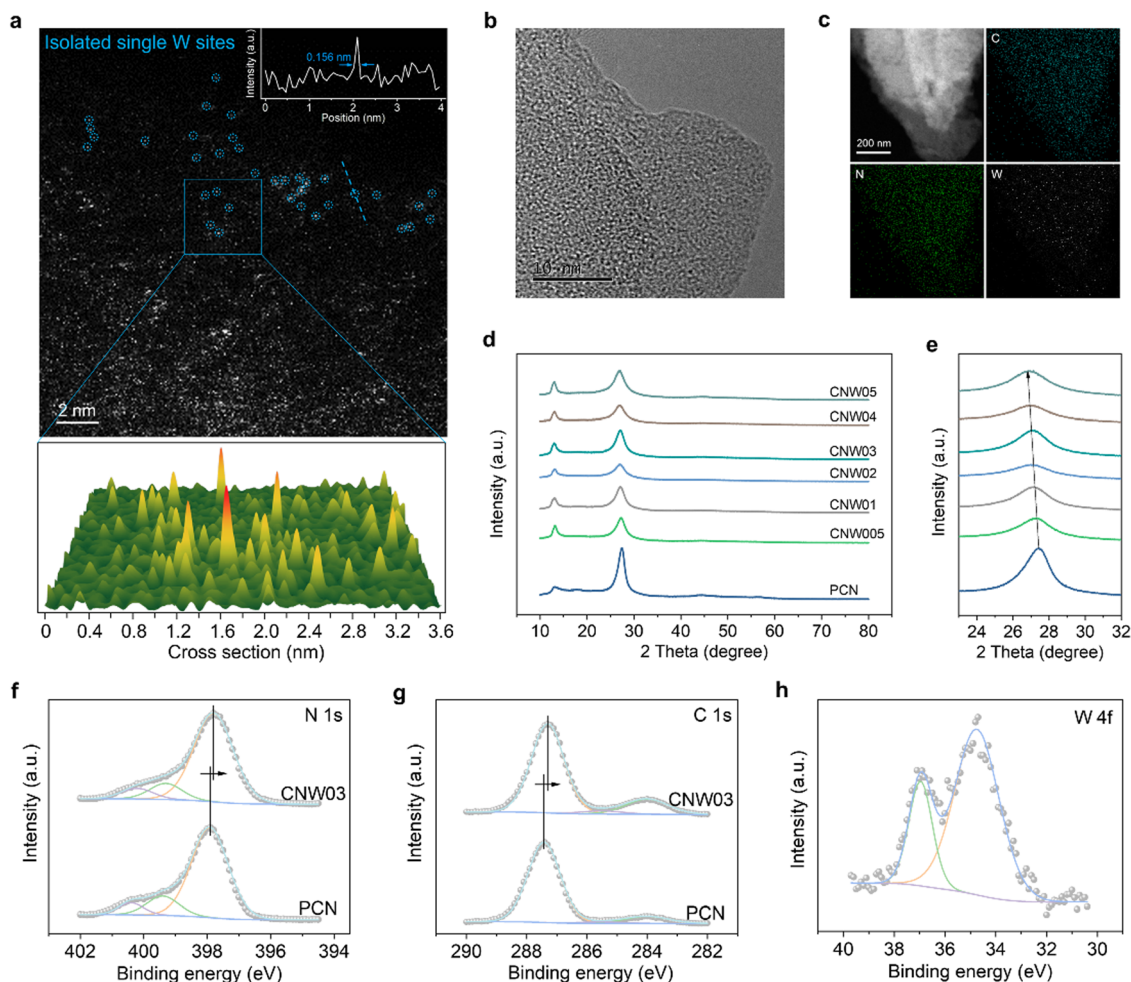 a
Isolated single W sites
Intensity (a.u.)
0.156 nm
0 1 2 3 4
Position (nm)
2 nm
0 0.4 0.8 1.2 1.6 2.0 2.4 2.8 3.2 3.6
Cross section (nm)
b
10 nm
c
C
200 nm
N
W
d
Intensity (a.u.)
CNW05
CNW04
CNW03
CNW02
CNW01
CNW005
PCN
10 20 30 40 50 60 70 80
2 Theta (degree)
e
Intensity (a.u.)
24 26 28 30 32
2 Theta (degree)
f
Intensity (a.u.)
N 1s
CNW03
PCN
402 400 398 396 394
Binding energy (eV)
g
Intensity (a.u.)
C 1s
CNW03
PCN
290 288 286 284 282
Binding energy (eV)
h
Intensity (a.u.)
W 4f
40 38 36 34 32 30
Binding energy (eV)